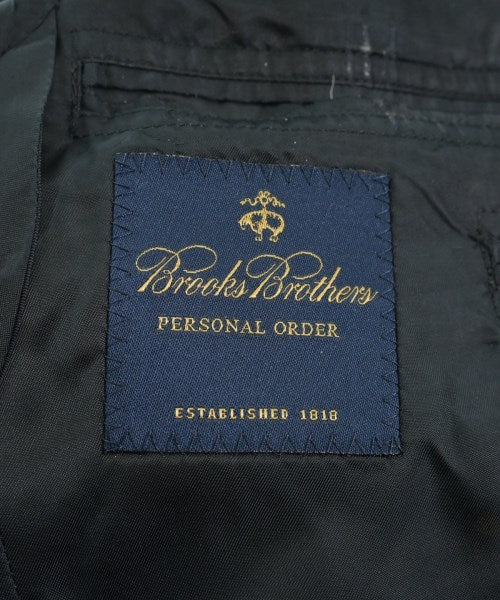 Brooks Brothers
PERSONAL ORDER
ESTABLISHED 1818